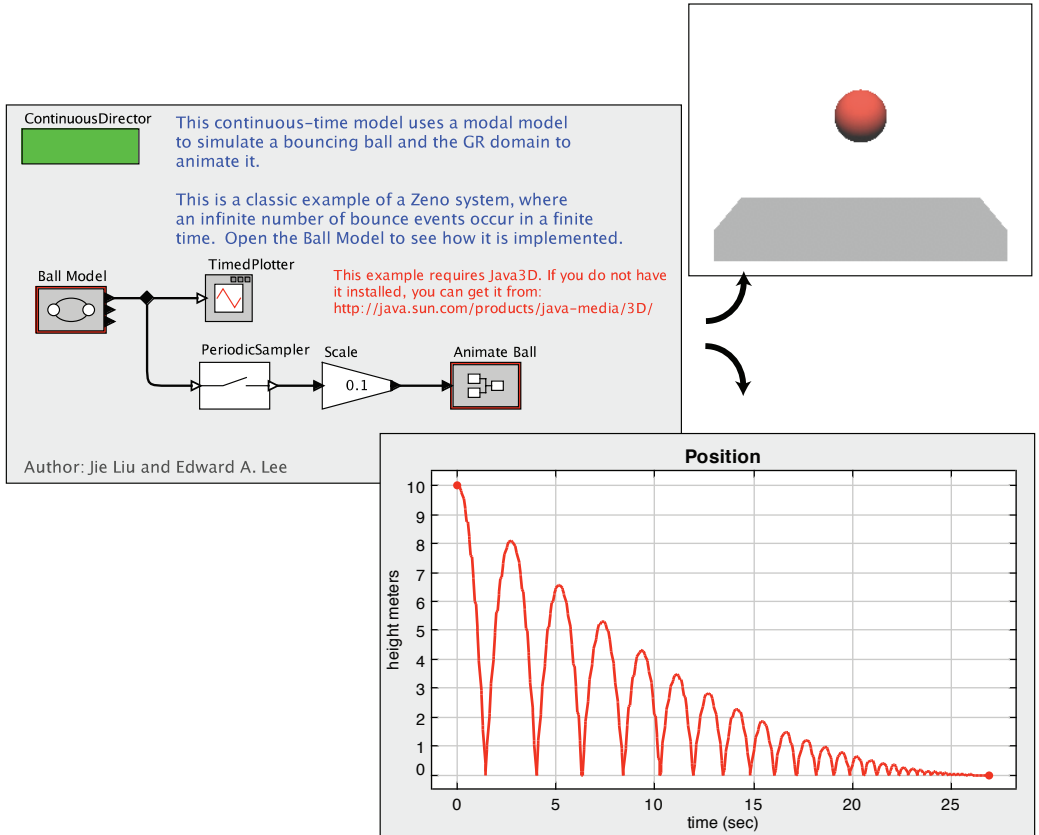 ContinuousDirector
This continuous-time model uses a modal model
to simulate a bouncing ball and the GR domain to
animate it.
This is a classic example of a Zeno system, where
an infinite number of bounce events occur in a finite
time. Open the Ball Model to see how it is implemented.
Ball Model
TimedPlotter
This example requires Java3D. If you do not have
it installed, you can get it from:
http://java.sun.com/products/java-media/3D/
PeriodicSampler
Scale
Animate Ball
0.1
Author: Jie Liu and Edward A. Lee
Position
height meters
10
9
8
7
6
5
4
3
2
1
0
0 5 10 15 20 25
time (sec)